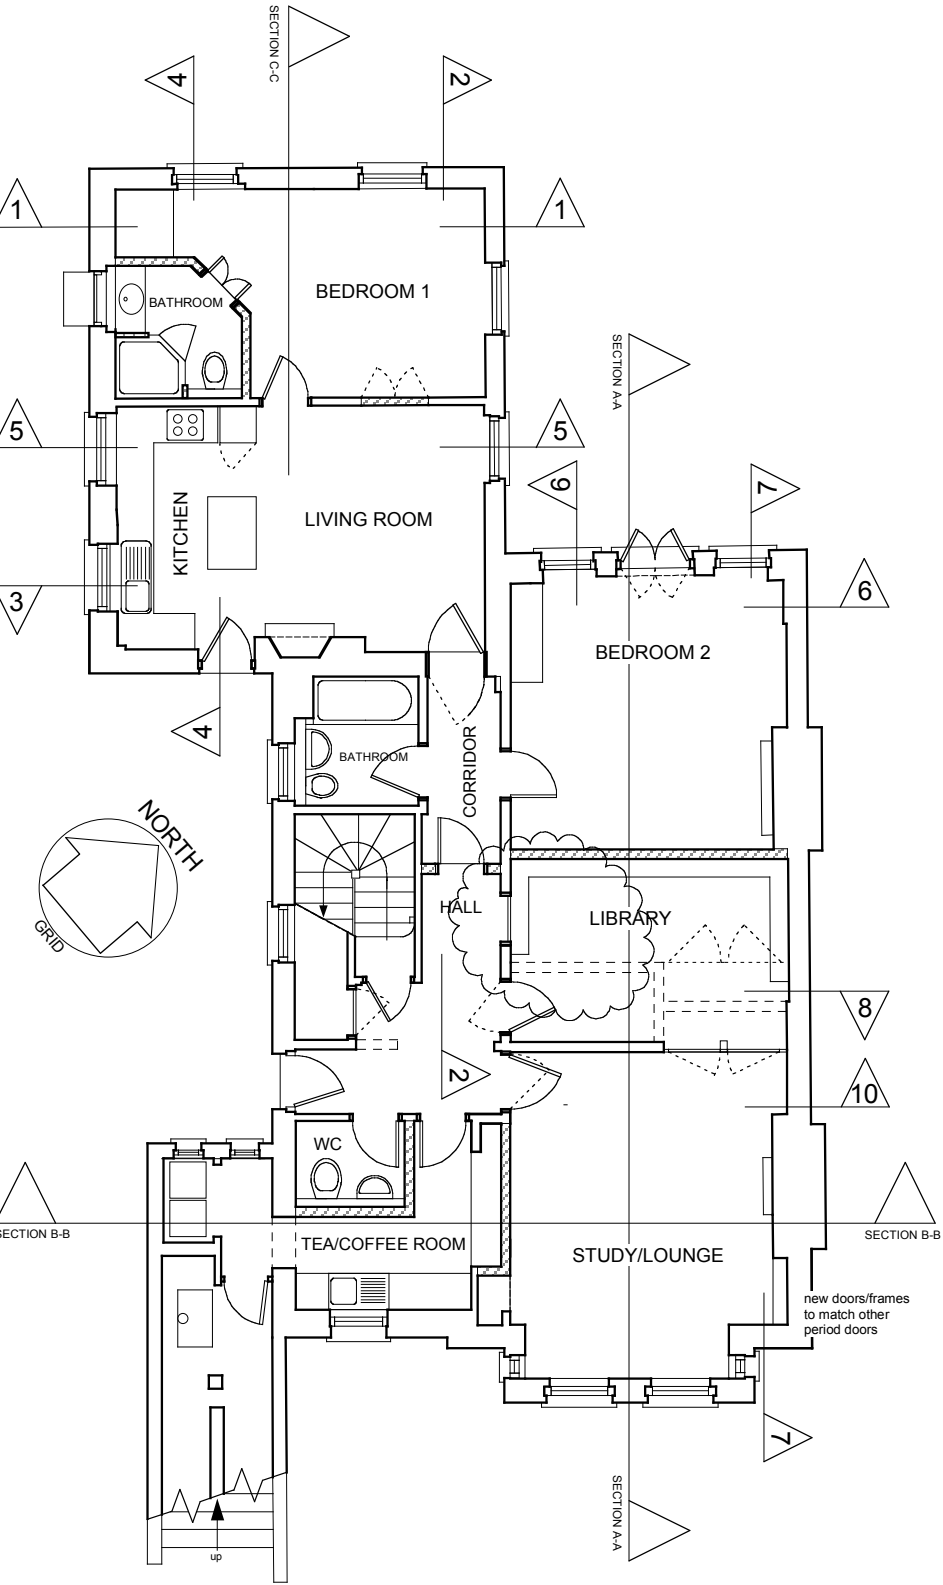 SECTION C-C
4
2
1
1
BEDROOM 1
BATHROOM
SECTION A-A
5
5
6
7
KITCHEN
LIVING ROOM
3
6
BEDROOM 2
4
BATHROOM
CORRIDOR
NORTH
GRID
HALL
LIBRARY
8
2
10
WC
SECTION B-B
TEA/COFFEE ROOM
STUDY/LOUNGE
SECTION B-B
new doors/frames
to match other
period doors
7
SECTION A-A
up